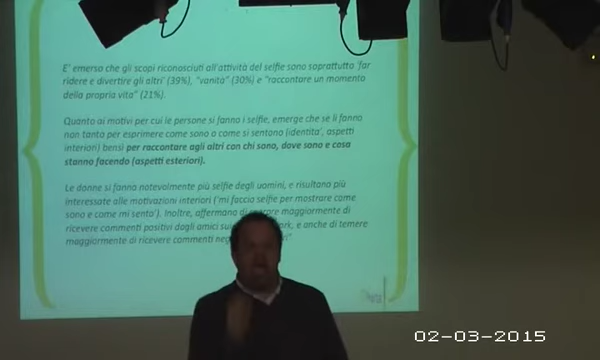 E' emerso che gli scopi riconosciuti all'attività del selfie sono soprattutto 'far
ridere e divertire gli altri' (39%), "vanità" (30%) e "raccontare un momento
della propria vita" (21%).
Quanto ai motivi per cui le persone si fanno i selfie, emerge che se li fanno
non tanto per esprimere come sono o come si sentono (identita', aspetti
interiori) bensì per raccontare agli altri con chi sono, dove sono e cosa
stanno facendo (aspetti esteriori).
Le donne si fanno notevolmente più selfie degli uomini, e risultano più
interessate alle motivazioni interiori ('mi faccio selfie per mostrare come
sono e come mi sento'). Inoltre, affermano di maggiormente di
ricevere commenti positivi dagli amici e anche di temere
maggiormente di ricevere commenti
02-03-2015